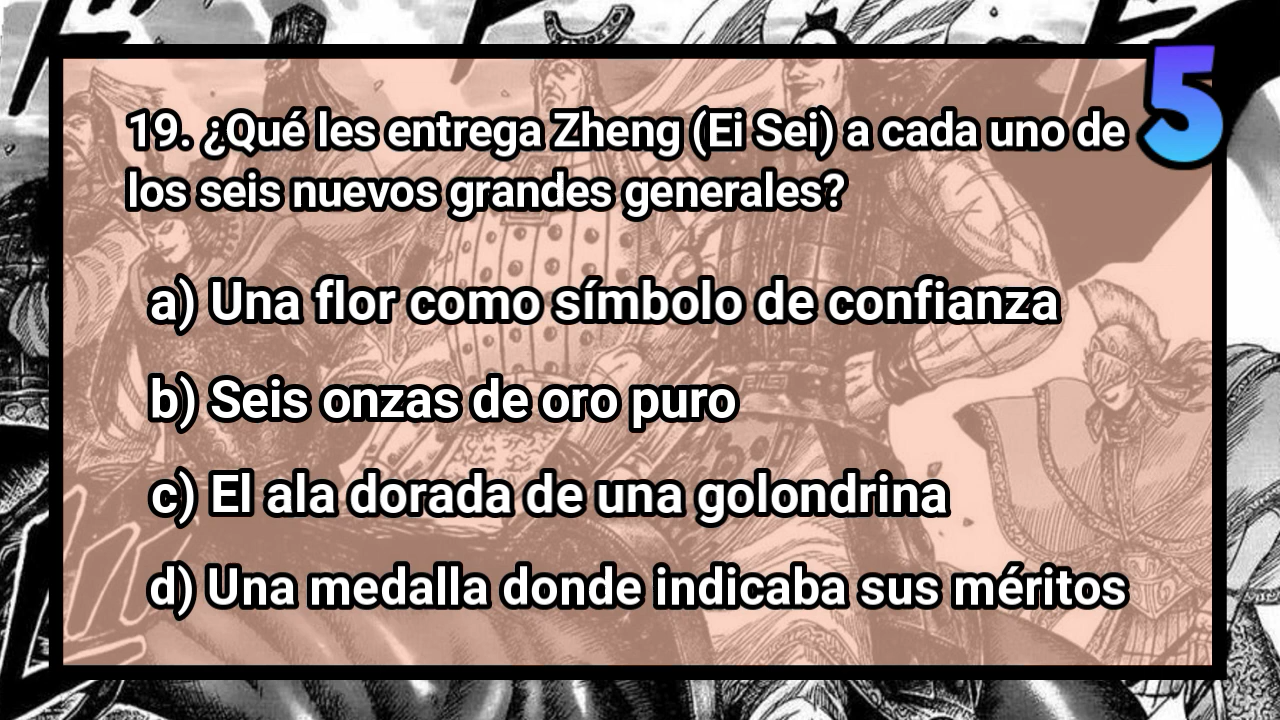 5
19. ¿Qué les entrega Zheng (Ei Sei) a cada uno de
los seis nuevos grandes generales?
a) Una flor como símbolo de confianza
b) Seis onzas de oro puro
c) El ala dorada de una golondrina
d) Una medalla donde indicaba sus méritos